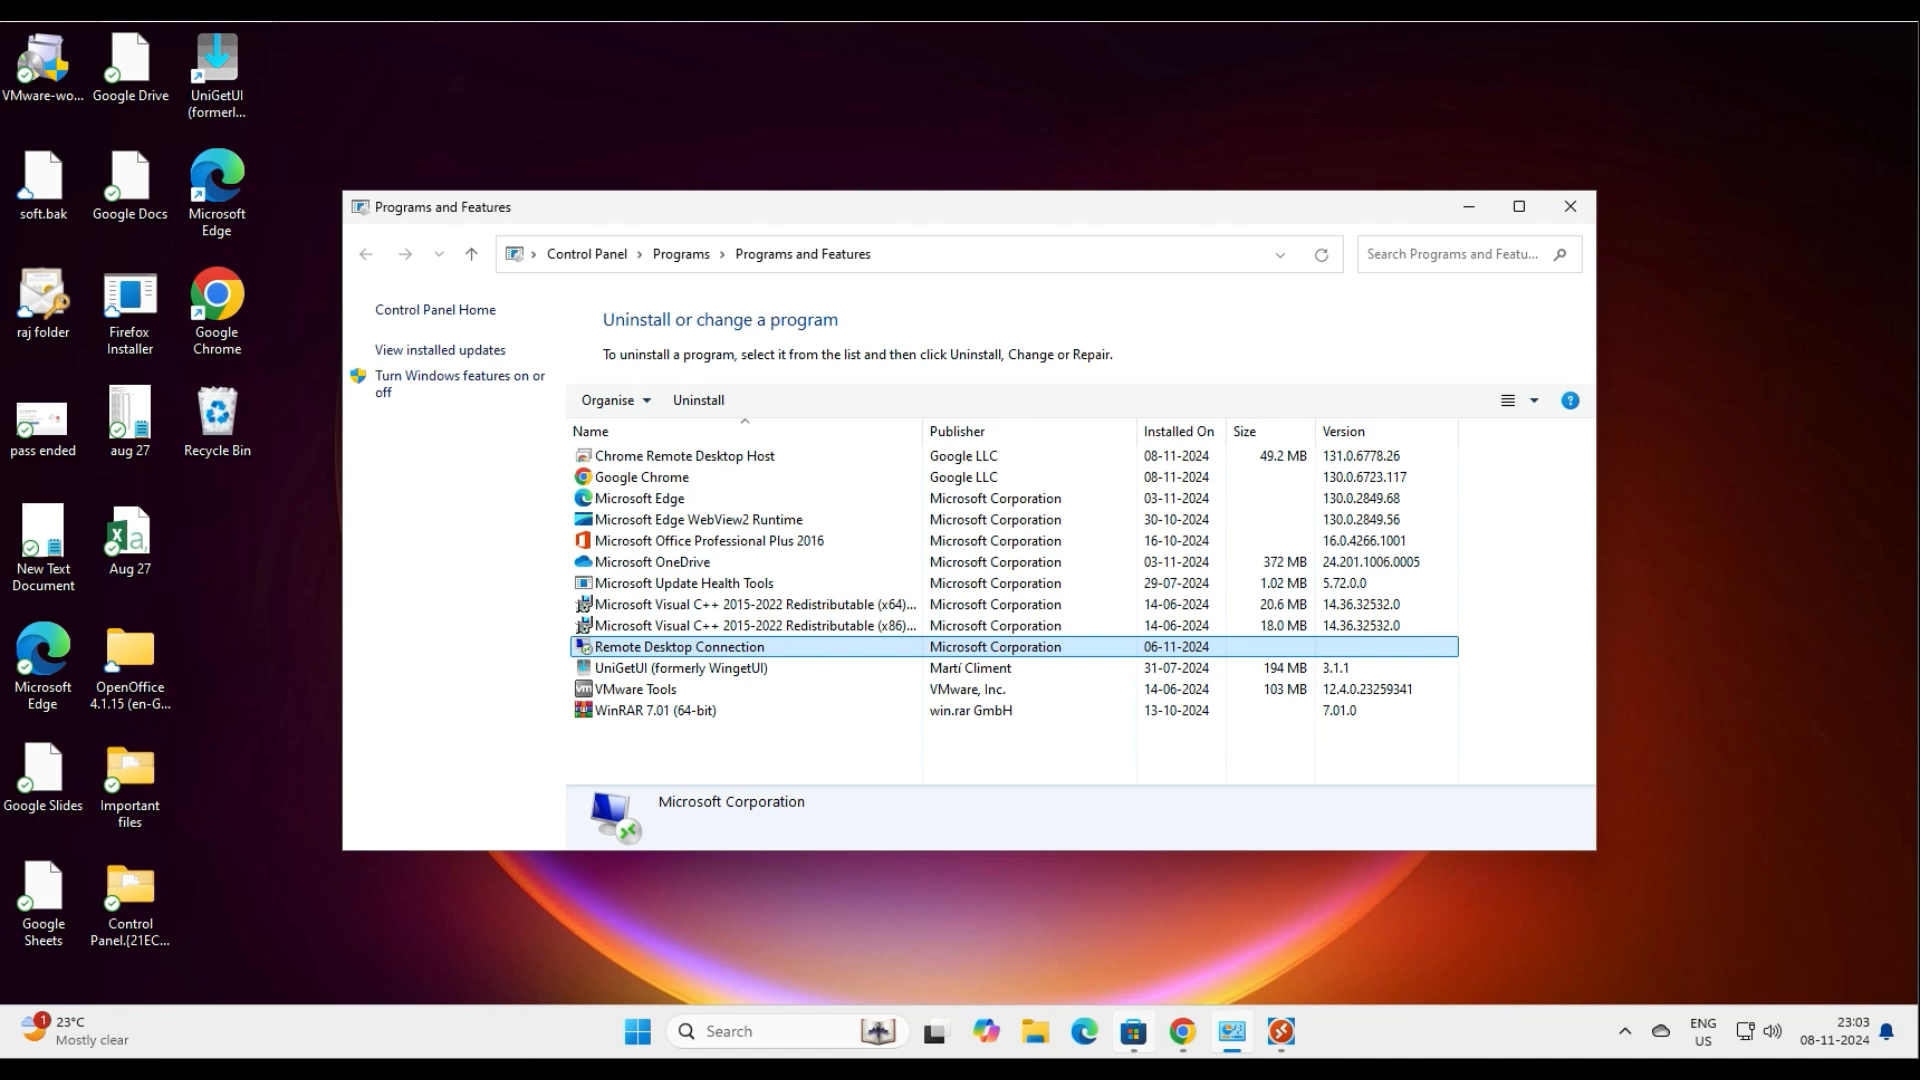 VMware-wo...
Google Drive
UniGetUI
(formerl...
soft.bak
Google Docs
Microsoft
Edge
raj folder
Firefox
Installer
Google
Chrome
pass ended
aug 27
Recycle Bin
New Text
Document
Aug 27
Microsoft
Edge
OpenOffice
4.1.15 (en-G...
Google Slides
Important
files
Google
Sheets
Control
Panel.{21EC...
Programs and Features
Control Panel > Programs > Programs and Features
Search Programs and Featu...
Control Panel Home
View installed updates
Turn Windows features on or
off
Uninstall or change a program
To uninstall a program, select it from the list and then click Uninstall, Change or Repair.
Organise Uninstall
Name Publisher Installed On Size Version
Chrome Remote Desktop Host Google LLC 08-11-2024 49.2 MB 131.0.6778.26
Google Chrome Google LLC 08-11-2024 130.0.6723.117
Microsoft Edge Microsoft Corporation 03-11-2024 130.0.2849.68
Microsoft Edge WebView2 Runtime Microsoft Corporation 30-10-2024 130.0.2849.56
Microsoft Office Professional Plus 2016 Microsoft Corporation 16-10-2024 16.0.4266.1001
Microsoft OneDrive Microsoft Corporation 03-11-2024 372 MB 24.201.1006.0005
Microsoft Update Health Tools Microsoft Corporation 29-07-2024 1.02 MB 5.72.0.0
Microsoft Visual C++ 2015-2022 Redistributable (x64)... Microsoft Corporation 14-06-2024 20.6 MB 14.36.32532.0
Microsoft Visual C++ 2015-2022 Redistributable (x86)... Microsoft Corporation 14-06-2024 18.0 MB 14.36.32532.0
Remote Desktop Connection Microsoft Corporation 06-11-2024
UniGetUI (formerly WingetUI) Martí Climent 31-07-2024 194 MB 3.1.1
VMware Tools VMware, Inc. 14-06-2024 103 MB 12.4.0.23259341
WinRAR 7.01 (64-bit) win.rar GmbH 13-10-2024 7.01.0
Microsoft Corporation
1
23°C
Mostly clear
Search
ENG
US
23:03
08-11-2024